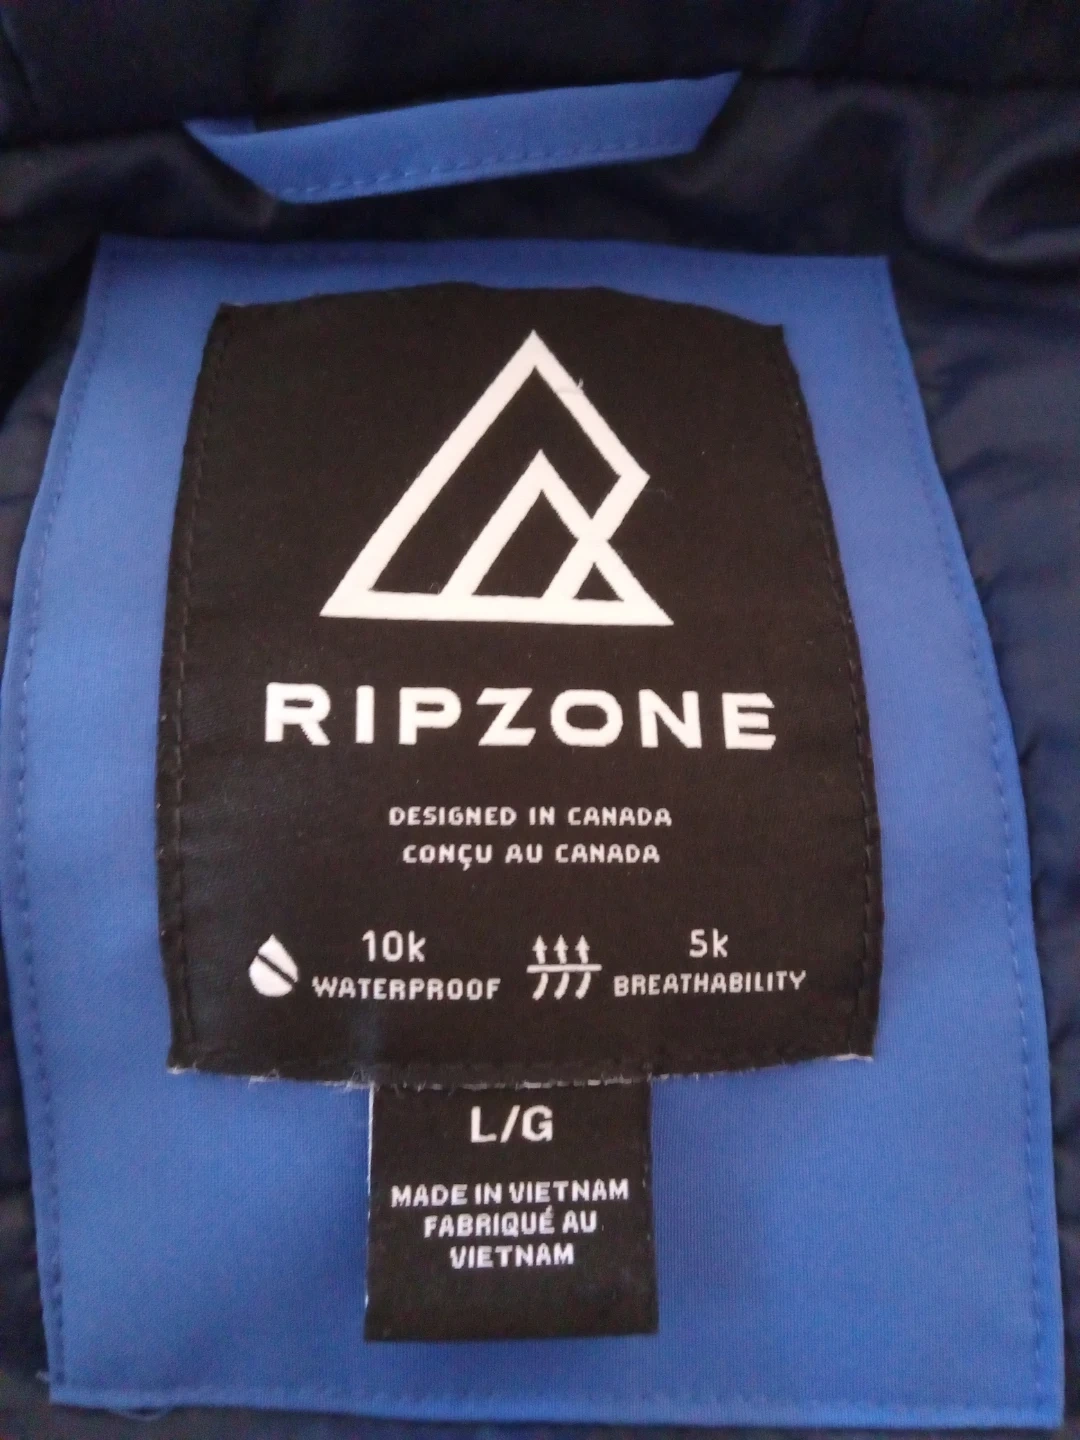 RIPZONE
DESIGNED IN CANADA
CONÇU AU CANADA
10k
WATERPROOF
5k
BREATHABILITY
L/G
MADE IN VIETNAM
FABRIQUÉ AU
VIETNAM